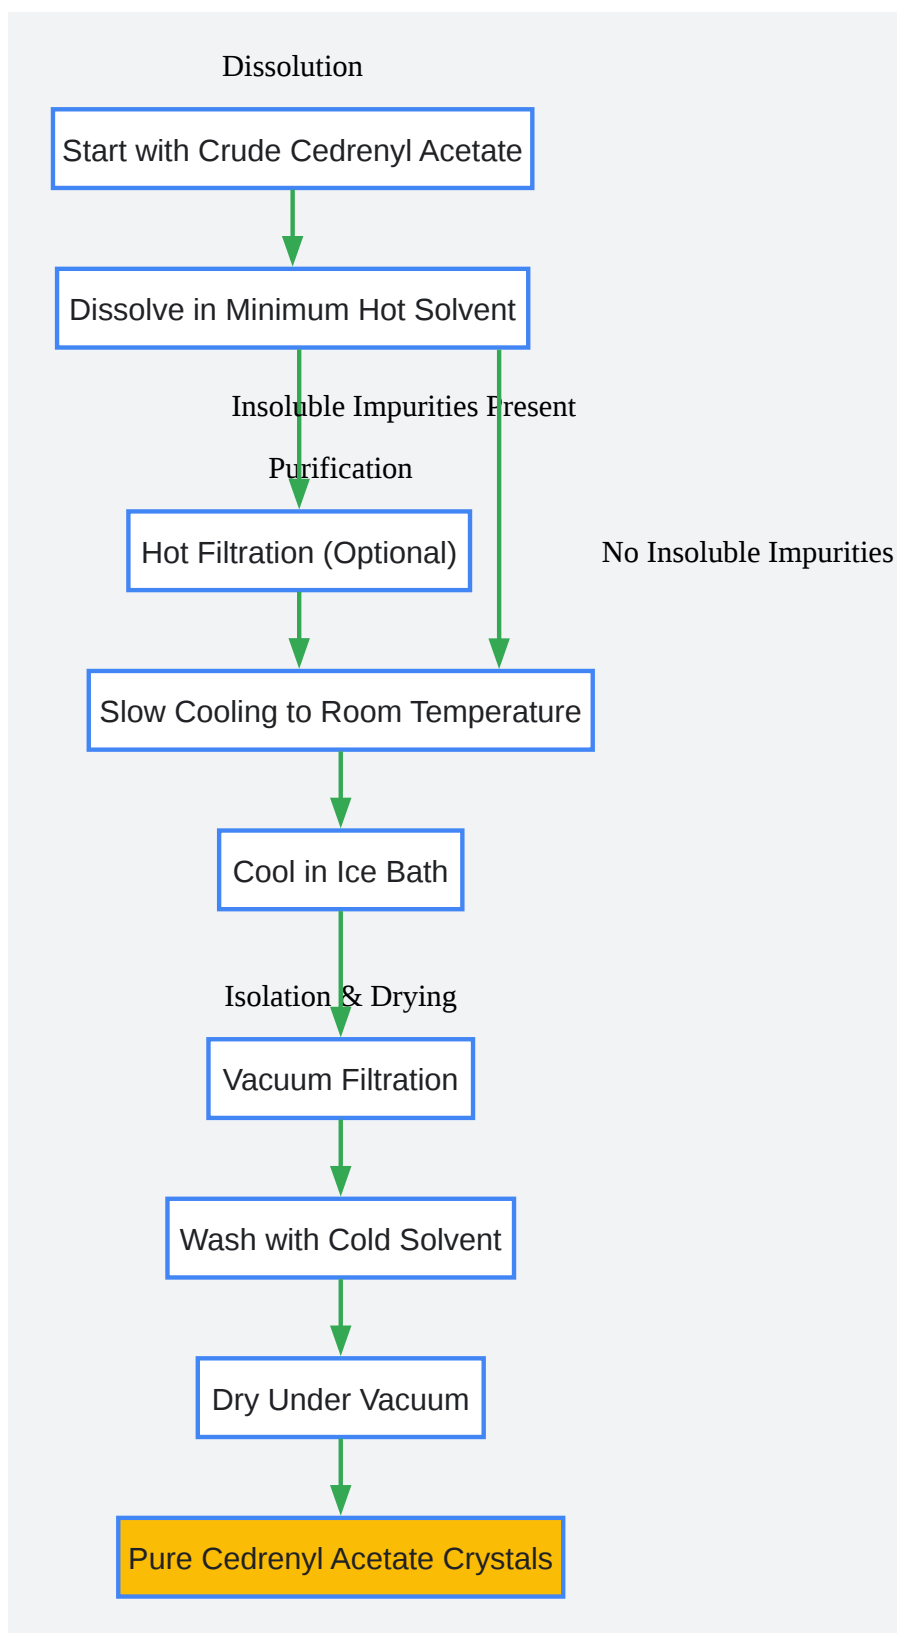 Dissolution
Start with Crude Cedrenyl Acetate
Dissolve in Minimum Hot Solvent
Insoluble Impurities Present
Purification
Hot Filtration (Optional)
No Insoluble Impurities
Slow Cooling to Room Temperature
Cool in Ice Bath
Isolation & Drying
Vacuum Filtration
Wash with Cold Solvent
Dry Under Vacuum
Pure Cedrenyl Acetate Crystals